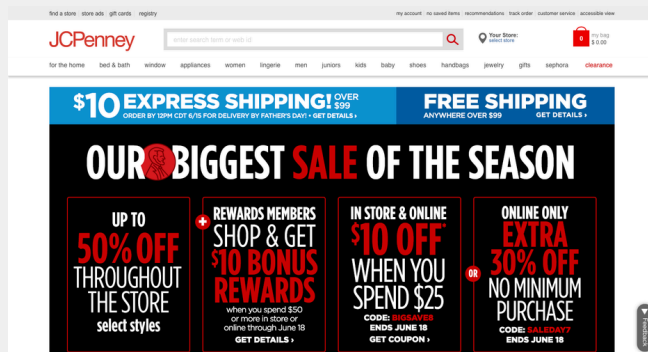 find a store store ads gift cards registry
my account no saved items recommendations track order customer service accessible view
JCPenney
enter search term or web id
Your Store:
select store
0
my bag
$ 0.00
for the home bed & bath window appliances women lingerie men juniors kids baby shoes handbags jewelry gifts sephora clearance
$10 EXPRESS SHIPPING! OVER $99
ORDER BY 12PM CDT 6/15 FOR DELIVERY BY FATHER'S DAY! • GET DETAILS ›
FREE SHIPPING
ANYWHERE OVER $99 GET DETAILS ›
OUR BIGGEST SALE OF THE SEASON
UP TO
50% OFF
THROUGHOUT
THE STORE
select styles
+
REWARDS MEMBERS
SHOP & GET
$10 BONUS
REWARDS
when you spend $50
or more in store or
online through June 18
GET DETAILS ›
IN STORE & ONLINE
$10 OFF*
WHEN YOU
SPEND $25
CODE: BIGSAVE8
ENDS JUNE 18
GET COUPON ›
OR
ONLINE ONLY
EXTRA
30% OFF
NO MINIMUM
PURCHASE
CODE: SALEDAY7
ENDS JUNE 18
Feedback